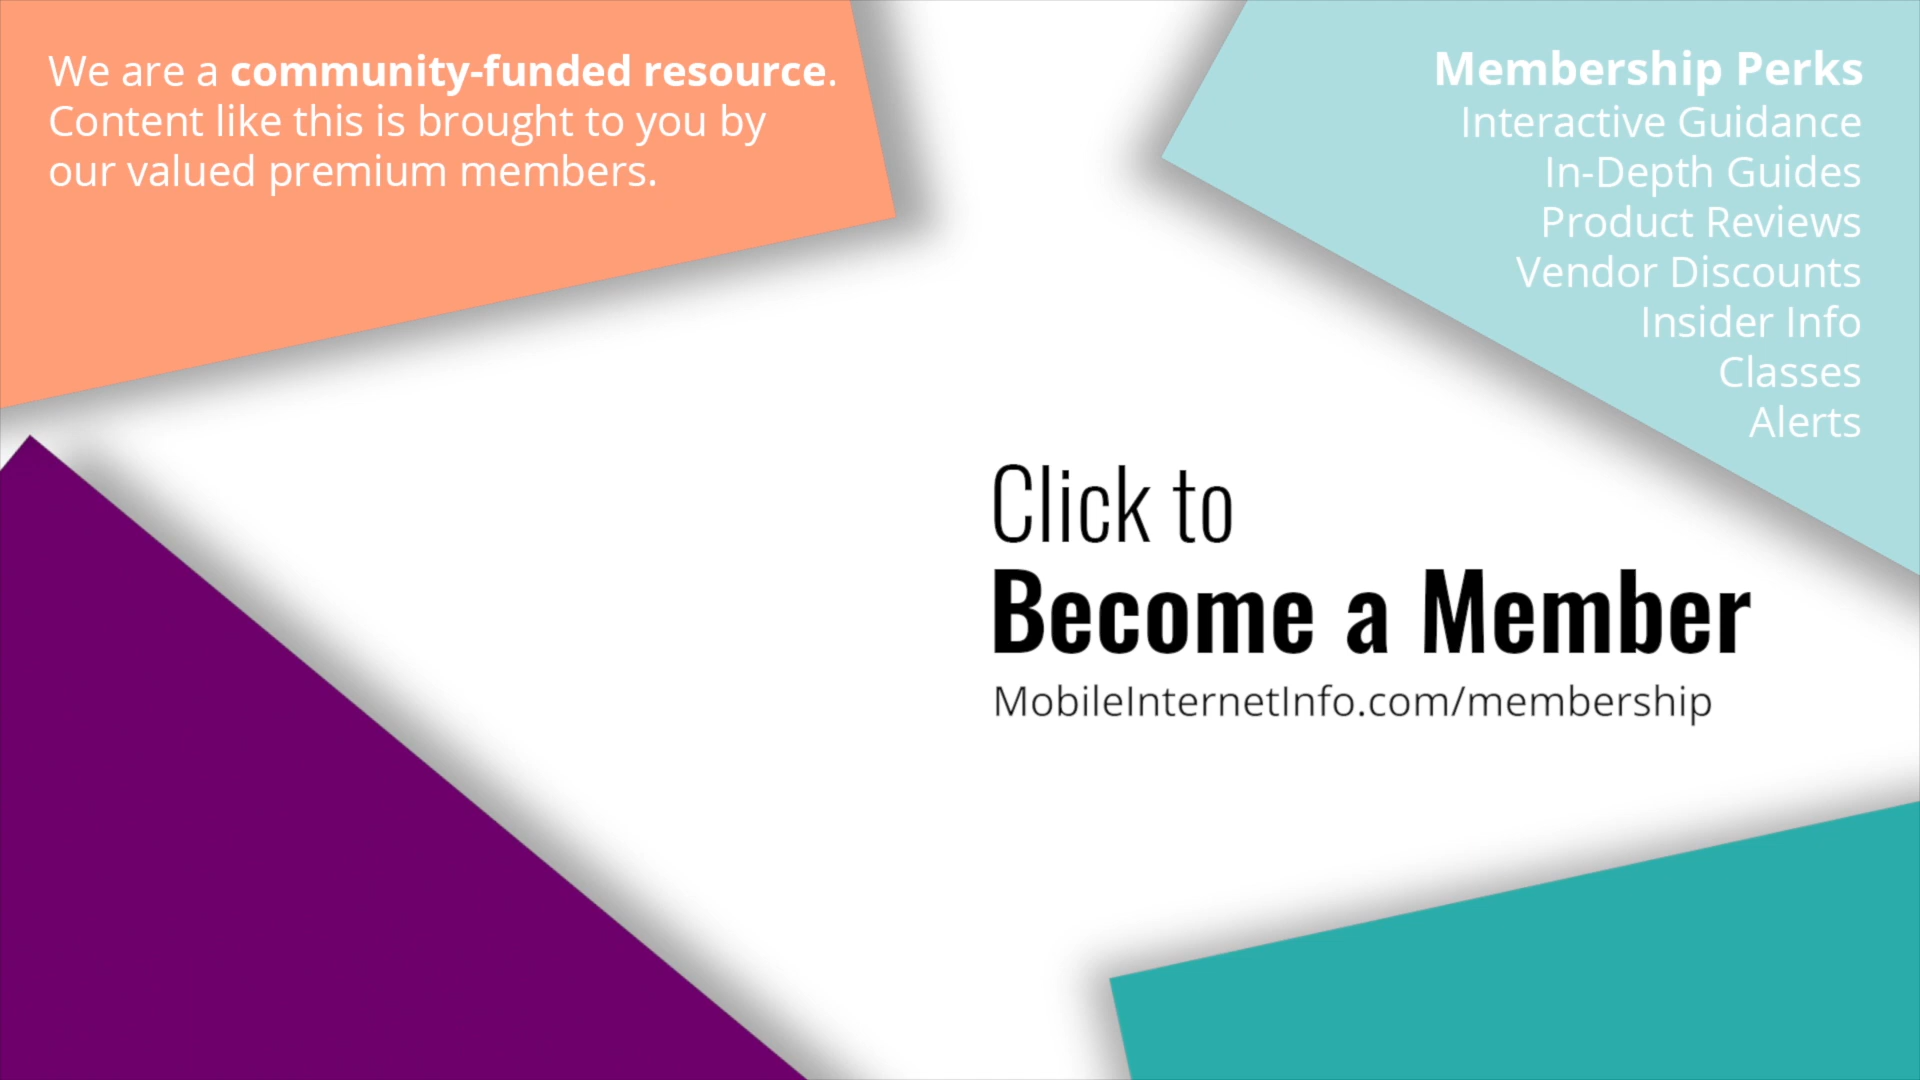 We are a community-funded resource.
Content like this is brought to you by
our valued premium members.
Membership Perks
Interactive Guidance
In-Depth Guides
Product Reviews
Vendor Discounts
Insider Info
Classes
Alerts
Click to
Become a Member
MobileInternetInfo.com/membership